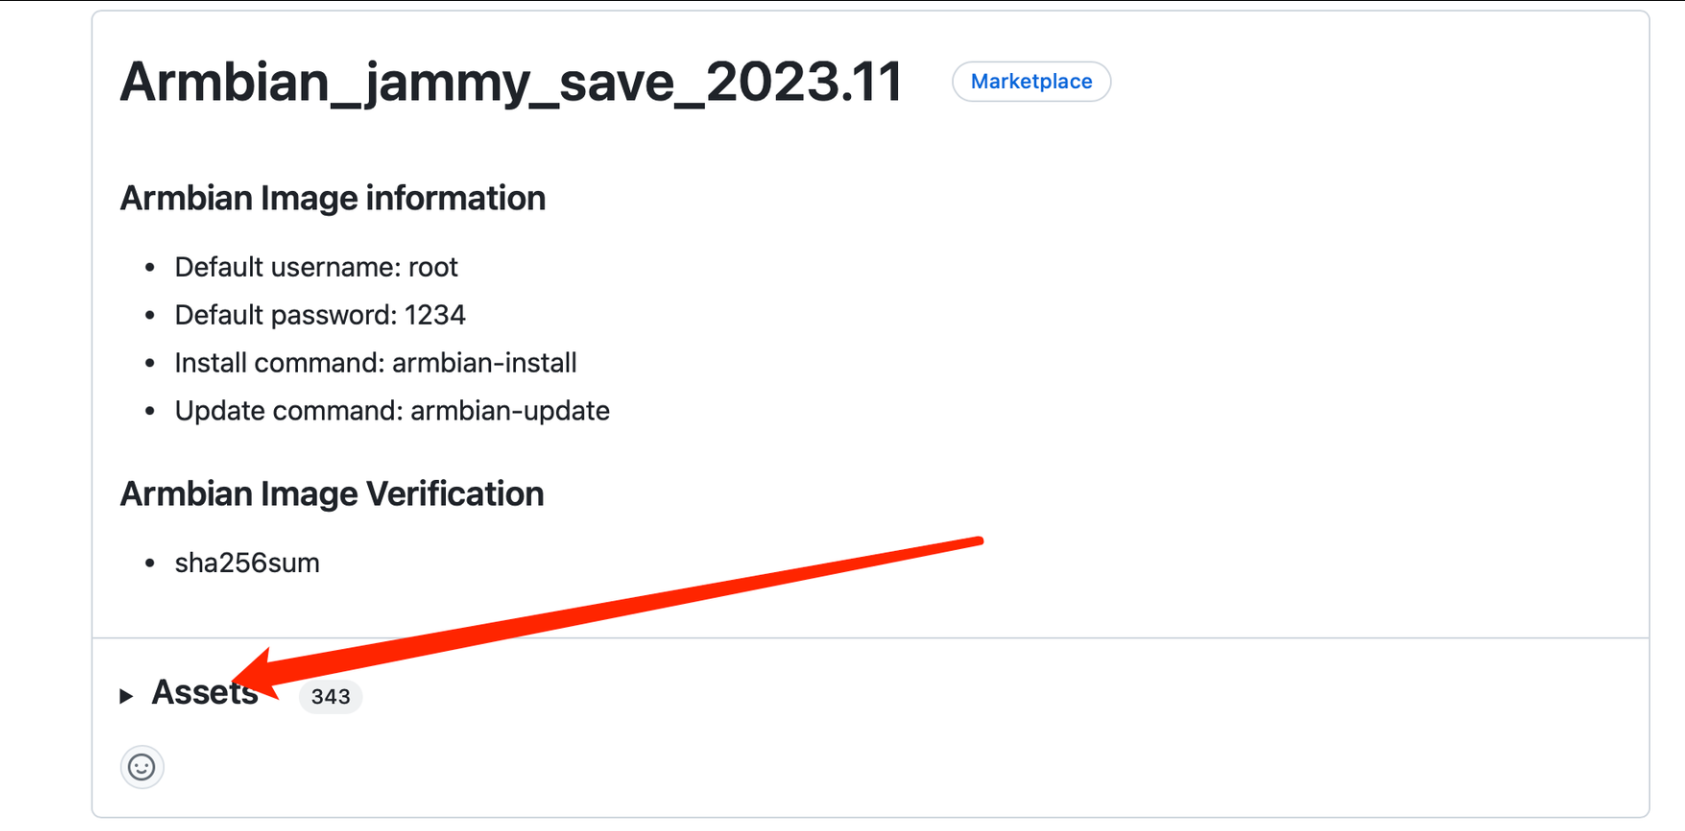 Armbian_jammy_save_2023.11 Marketplace
Armbian Image information
• Default username: root
• Default password: 1234
• Install command: armbian-install
• Update command: armbian-update
Armbian Image Verification
• sha256sum
Assets 343